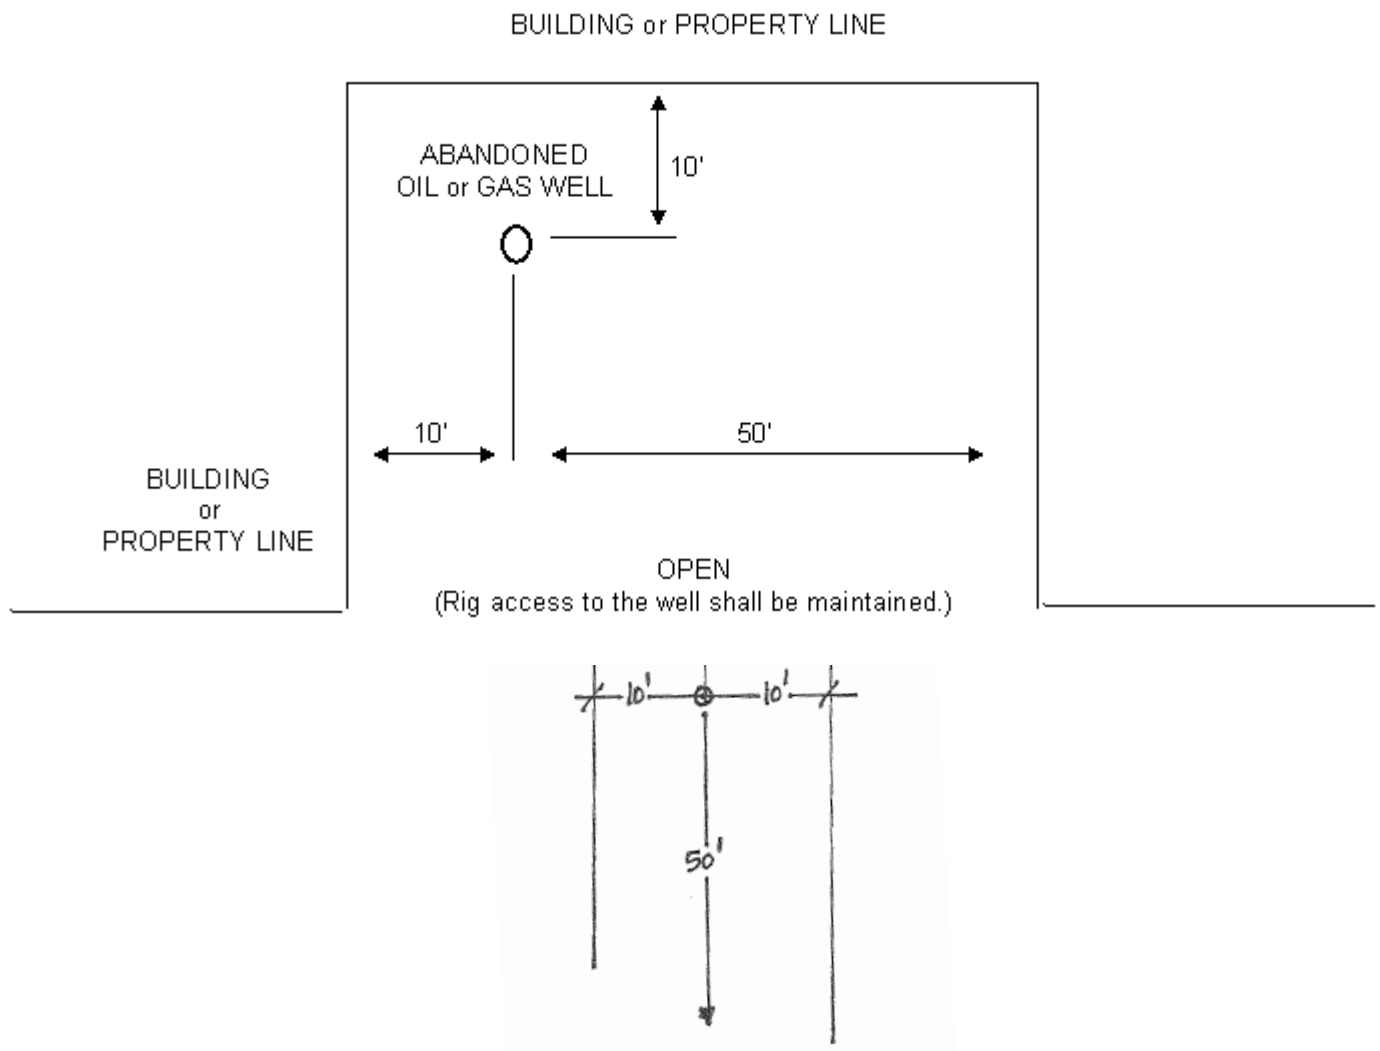 BUILDING or PROPERTY LINE
ABANDONED
OIL or GAS WELL
10'
10'
50'
BUILDING
or
PROPERTY LINE
OPEN
(Rig access to the well shall be maintained.)
10' 10'
50'